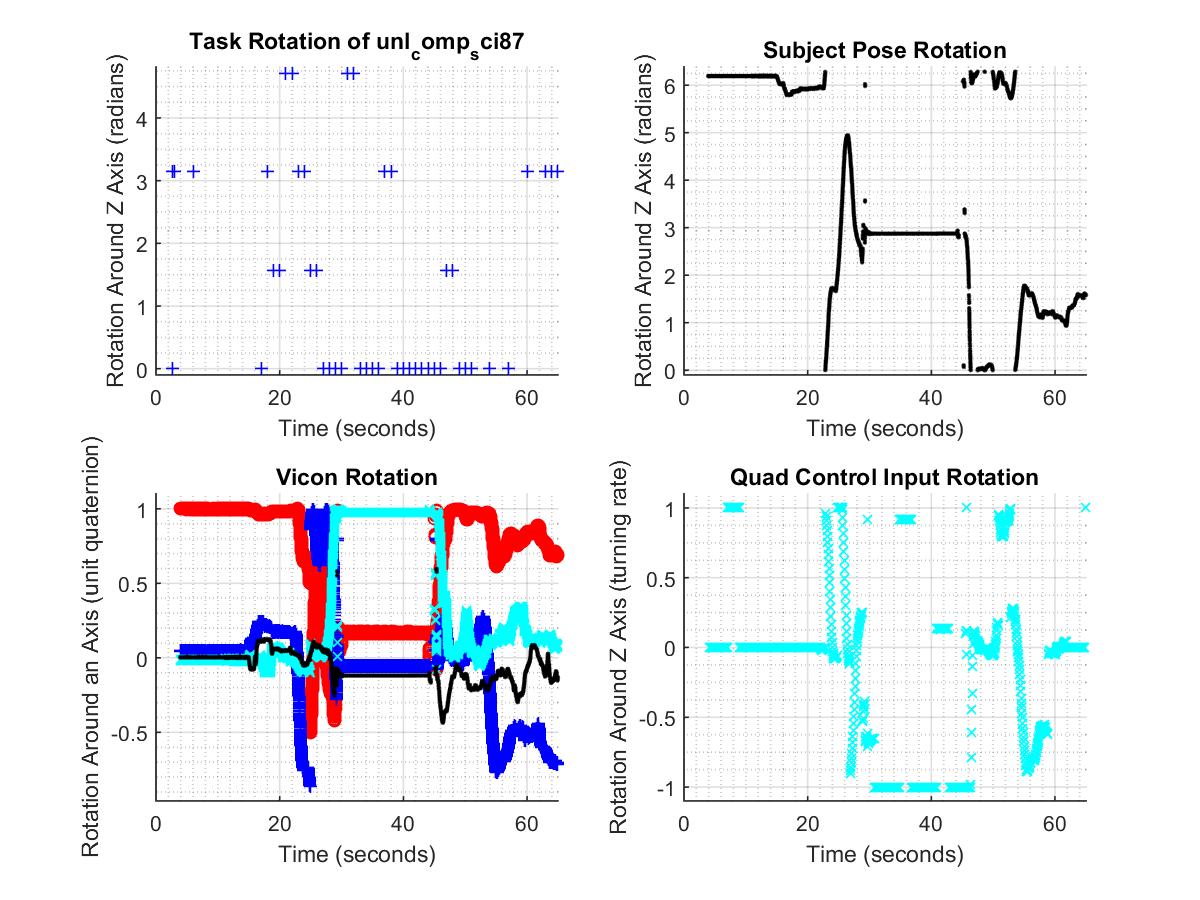 Task Rotation of unl_comp_sci87
Rotation Around Z Axis (radians)
4
3
2
1
0
0 20 40 60
Time (seconds)
Subject Pose Rotation
Rotation Around Z Axis (radians)
6
5
4
3
2
1
0
0 20 40 60
Time (seconds)
Vicon Rotation
Rotation Around an Axis (unit quaternion)
1
0.5
0
-0.5
0 20 40 60
Time (seconds)
Quad Control Input Rotation
Rotation Around Z Axis (turning rate)
1
0.5
0
-0.5
-1
0 20 40 60
Time (seconds)